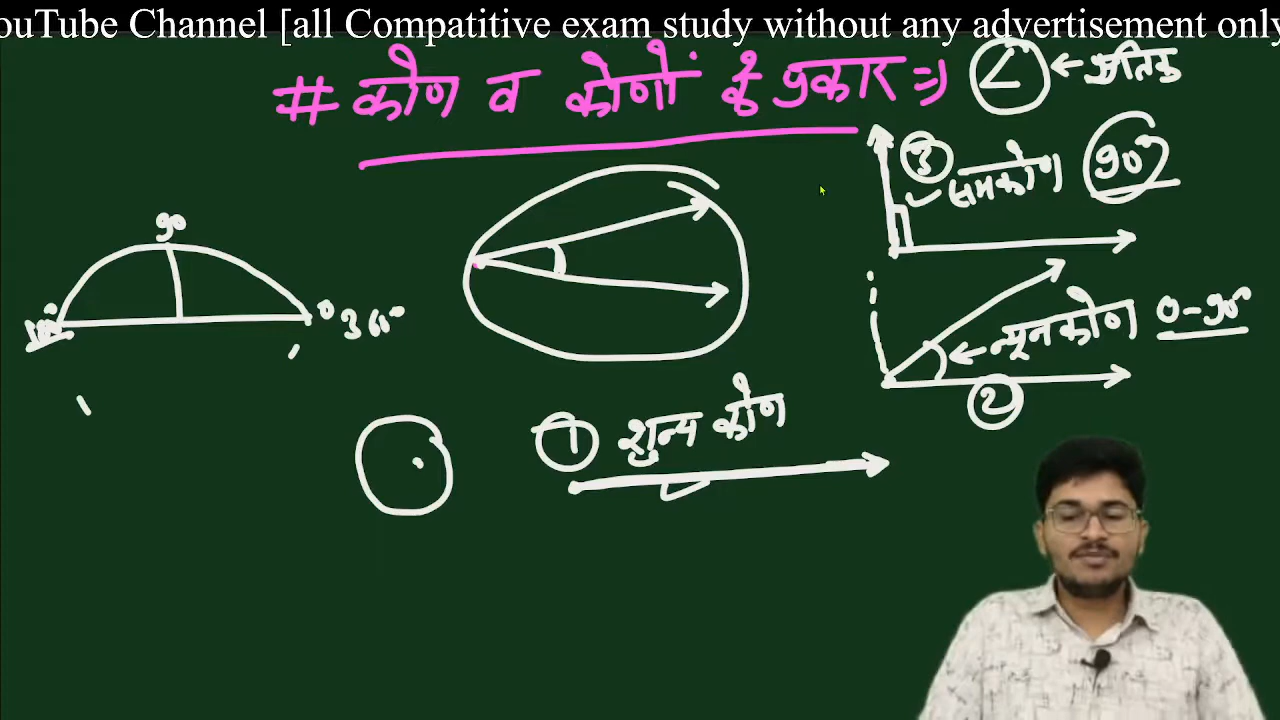 ouTube Channel [all Compatitive exam study without any advertisement only
# कोण व कोणों के प्रकार ⇒
∠ ← प्रतिक
③ समकोण 90°
90
0°
360°
← न्यूनकोण 0-90°
②
① शुन्य कोण